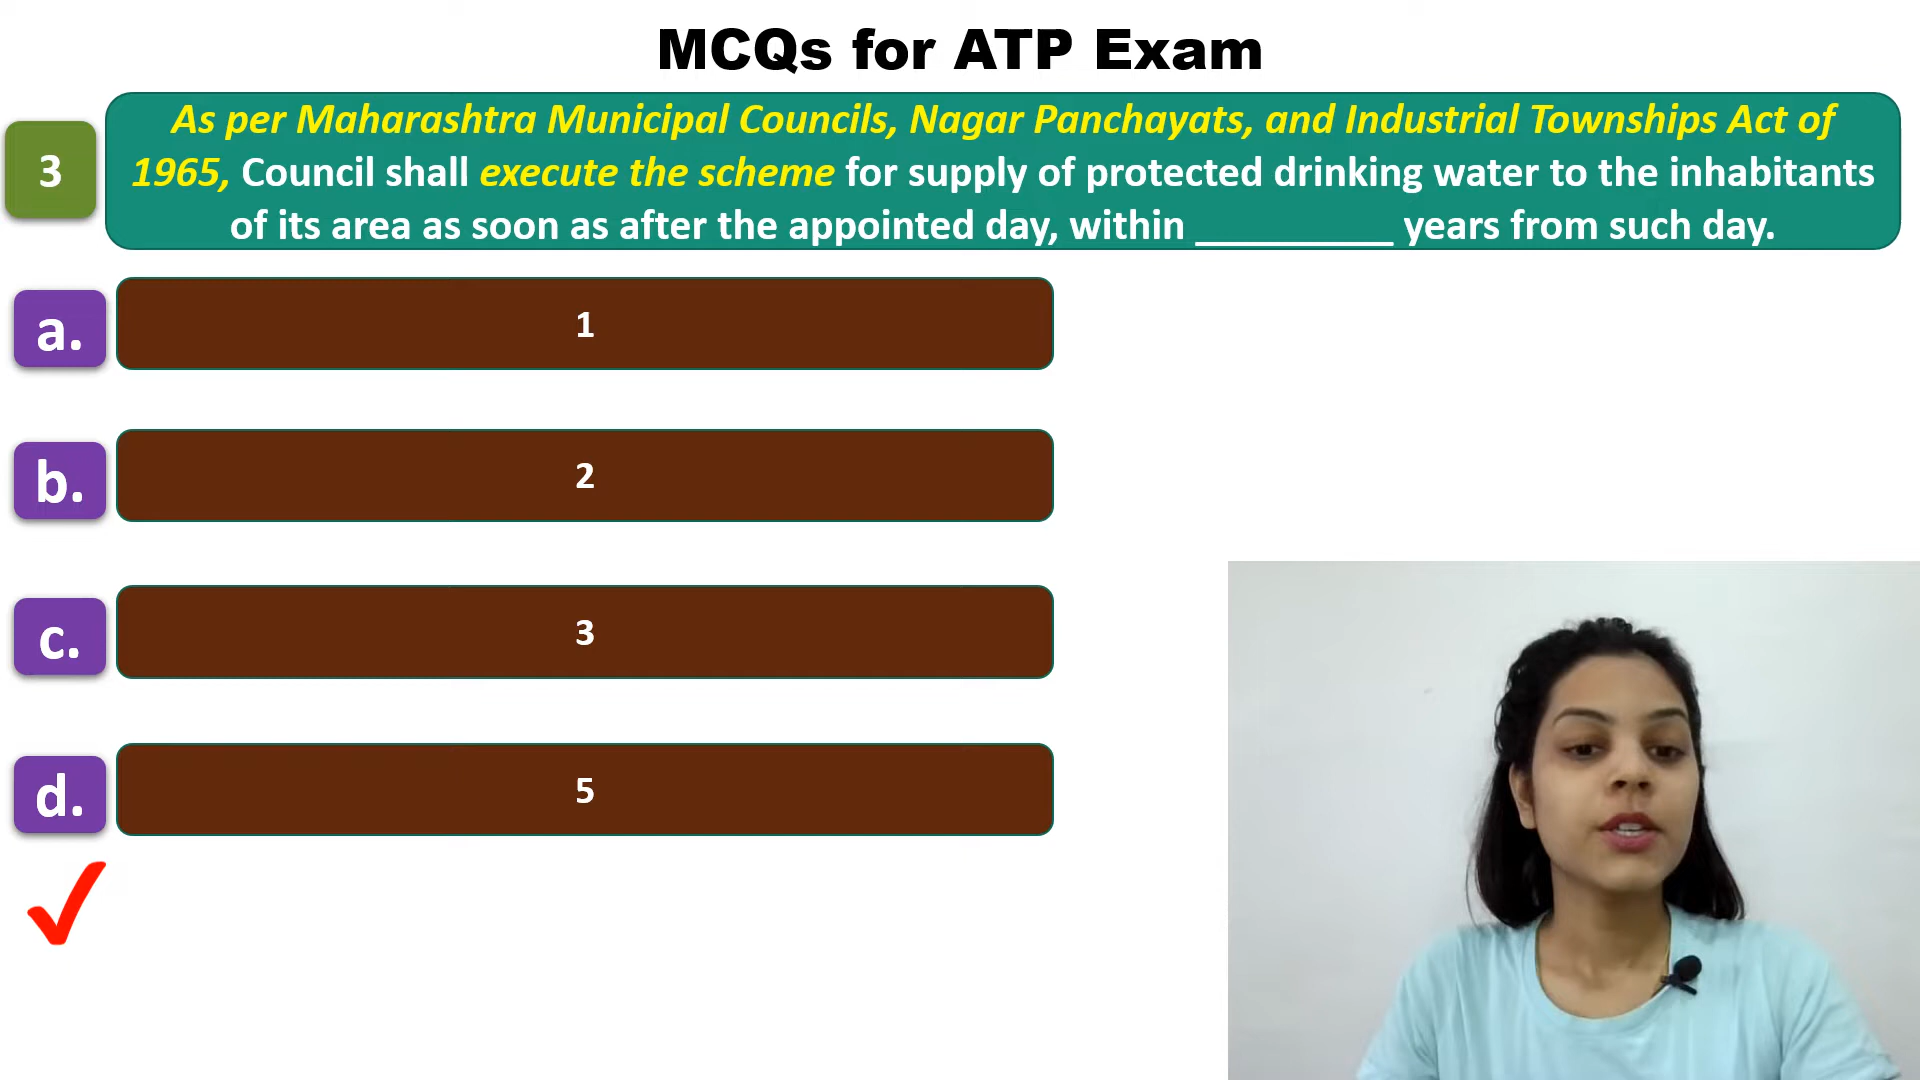 MCQs for ATP Exam
3
As per Maharashtra Municipal Councils, Nagar Panchayats, and Industrial Townships Act of
1965, Council shall execute the scheme for supply of protected drinking water to the inhabitants
of its area as soon as after the appointed day, within _________ years from such day.
a. 1
b. 2
c. 3
d. 5